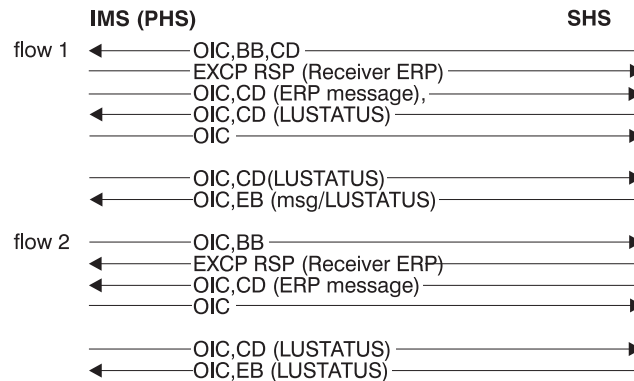 IMS (PHS) SHS
flow 1 OIC,BB,CD
EXCP RSP (Receiver ERP)
OIC,CD (ERP message),
OIC,CD (LUSTATUS)
OIC
OIC,CD(LUSTATUS)
OIC,EB (msg/LUSTATUS)
flow 2 OIC,BB
EXCP RSP (Receiver ERP)
OIC,CD (ERP message)
OIC
OIC,CD (LUSTATUS)
OIC,EB (LUSTATUS)